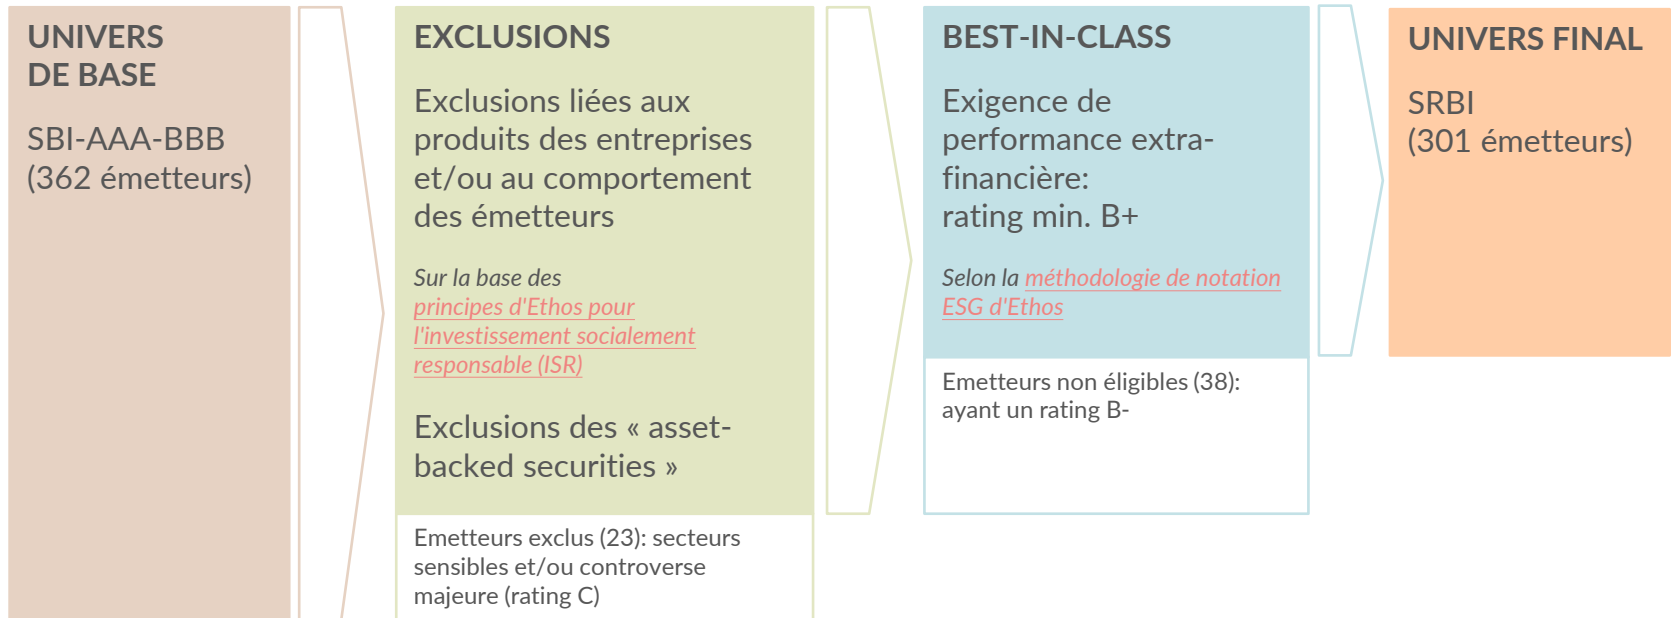 UNIVERS
DE BASE
SBI-AAA-BBB
(362 émetteurs)
EXCLUSIONS
Exclusions liées aux
produits des entreprises
et/ou au comportement
des émetteurs
Sur la base des
principes d'Ethos pour
l'investissement socialement
responsable (ISR)
Exclusions des « asset-
backed securities »
Emetteurs exclus (23): secteurs
sensibles et/ou controverse
majeure (rating C)
BEST-IN-CLASS
Exigence de
performance extra-
financière:
rating min. B+
Selon la méthodologie de notation
ESG d'Ethos
Emetteurs non éligibles (38):
ayant un rating B-
UNIVERS FINAL
SRBI
(301 émetteurs)